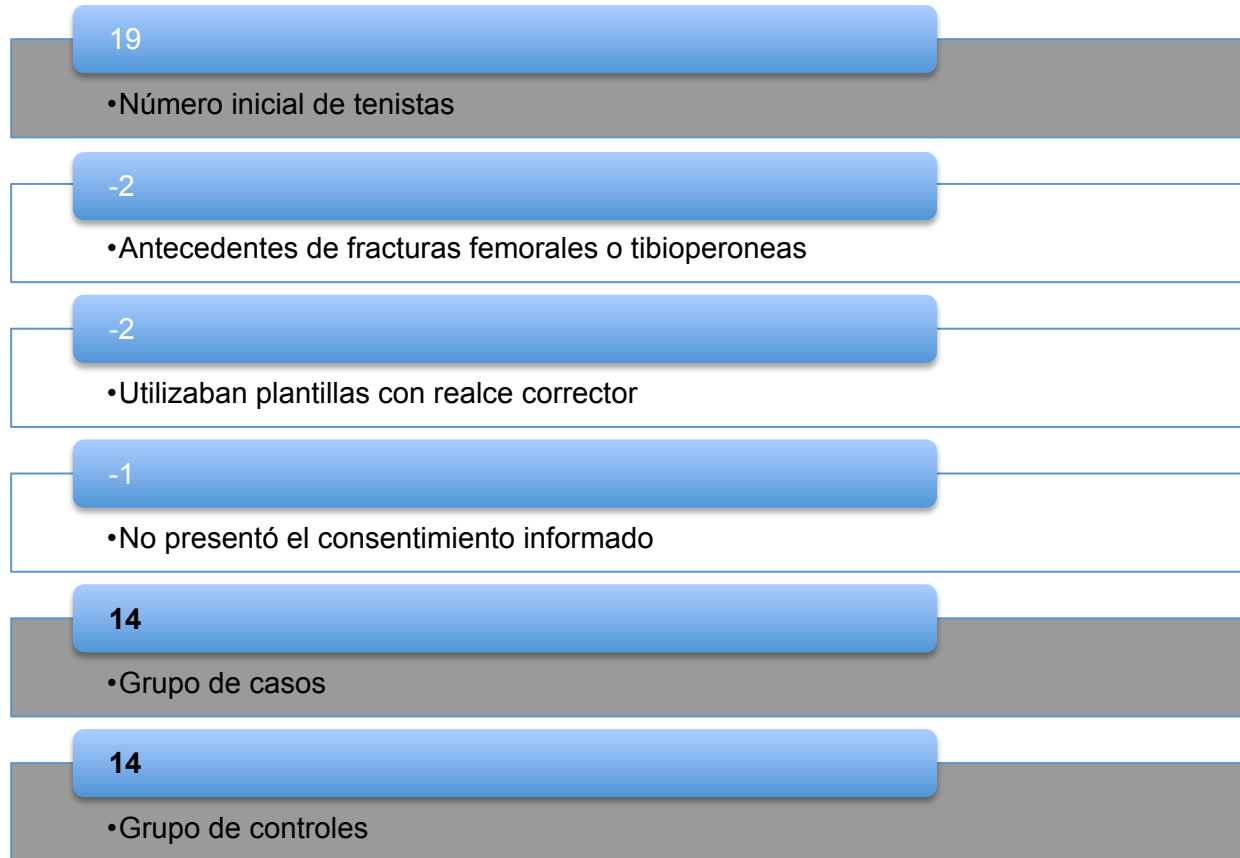 19
•Número inicial de tenistas
-2
•Antecedentes de fracturas femorales o tibioperoneas
-2
•Utilizaban plantillas con realce corrector
-1
•No presentó el consentimiento informado
14
•Grupo de casos
14
•Grupo de controles